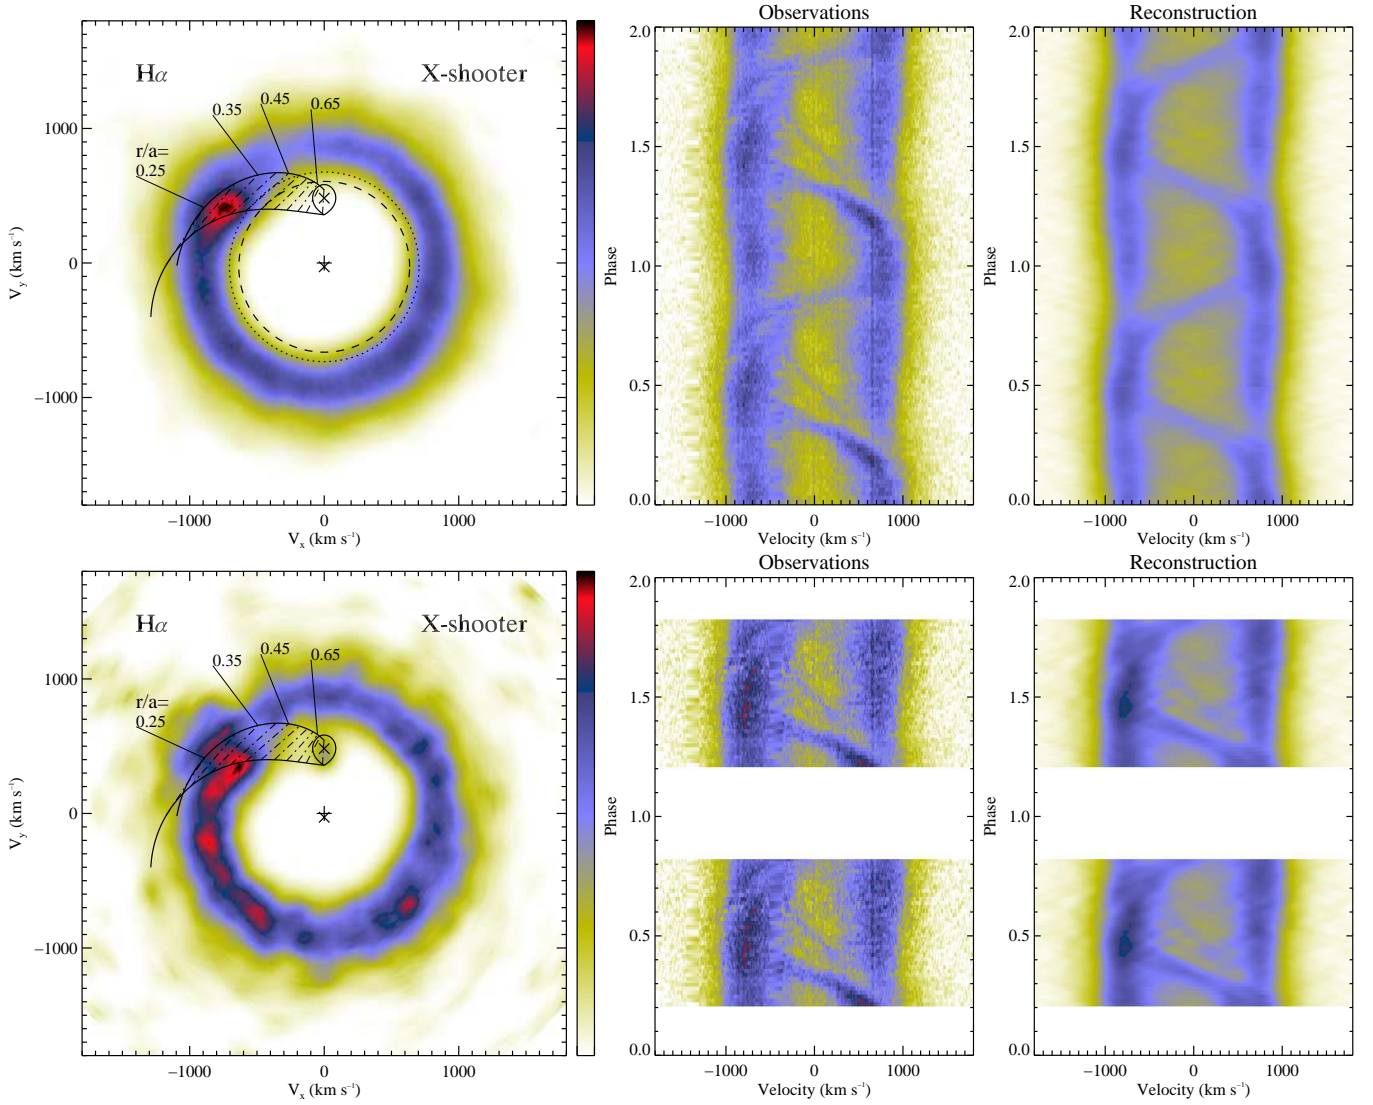 Observations
Reconstruction
Hα X-shooter
0.35 0.45 0.65
r/a=
0.25
1000
0
−1000
V_y (km s⁻¹)
−1000 0 1000
V_x (km s⁻¹)
2.0
1.5
1.0
0.5
0.0
Phase
−1000 0 1000
Velocity (km s⁻¹)
2.0
1.5
1.0
0.5
0.0
Phase
−1000 0 1000
Velocity (km s⁻¹)
Observations
Reconstruction
Hα X-shooter
0.35 0.45 0.65
r/a=
0.25
1000
0
−1000
V_y (km s⁻¹)
−1000 0 1000
V_x (km s⁻¹)
2.0
1.5
1.0
0.5
0.0
Phase
−1000 0 1000
Velocity (km s⁻¹)
2.0
1.5
1.0
0.5
0.0
Phase
−1000 0 1000
Velocity (km s⁻¹)